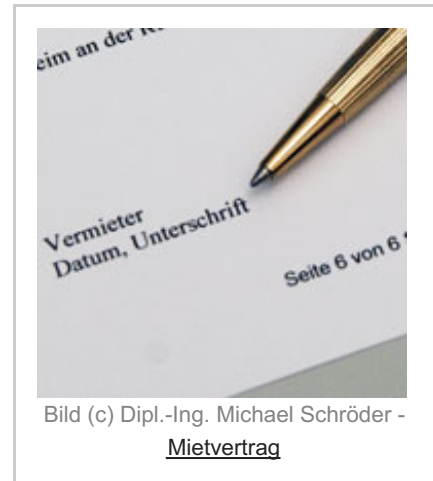 eim an der
Vermieter
Datum, Unterschrift
Seite 6 von 6
Bild (c) Dipl.-Ing. Michael Schröder -
Mietvertrag